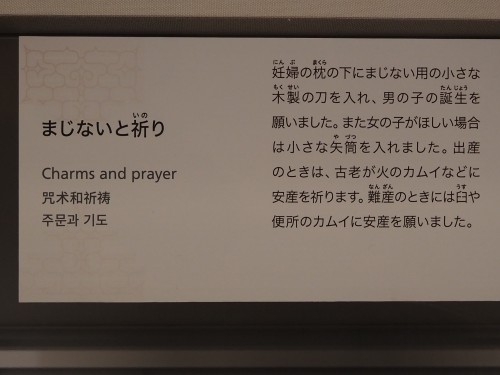 まじないと祈り
Charms and prayer
咒术和祈祷
주문과 기도
妊婦の枕の下にまじない用の小さな
木製の刀を入れ、男の子の誕生を
願いました。また女の子がほしい場合
は小さな矢筒を入れました。出産
のときは、古老が火のカムイなどに
安産を祈ります。難産のときには臼や
便所のカムイに安産を願いました。